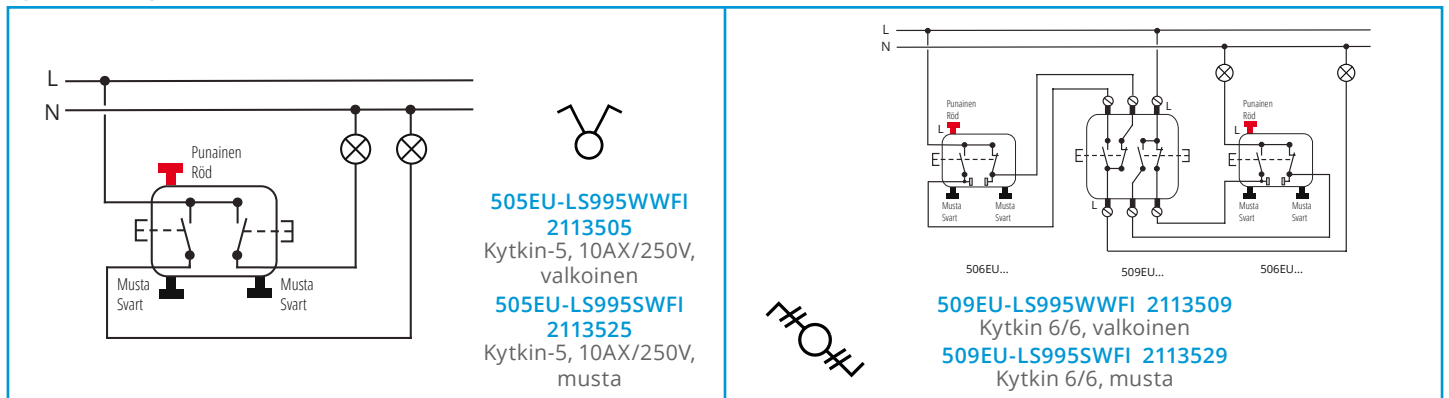 L
N
Punainen
Röd
Musta
Svart
Musta
Svart
505EU-LS995WWFI
2113505
Kytkin-5, 10AX/250V,
valkoinen
505EU-LS995SWFI
2113525
Kytkin-5, 10AX/250V,
musta
L
N
Punainen
Röd
L
Musta
Svart
Musta
Svart
L
L
Punainen
Röd
L
Musta
Svart
Musta
Svart
506EU...
509EU...
506EU...
509EU-LS995WWFI 2113509
Kytkin 6/6, valkoinen
509EU-LS995SWFI 2113529
Kytkin 6/6, musta